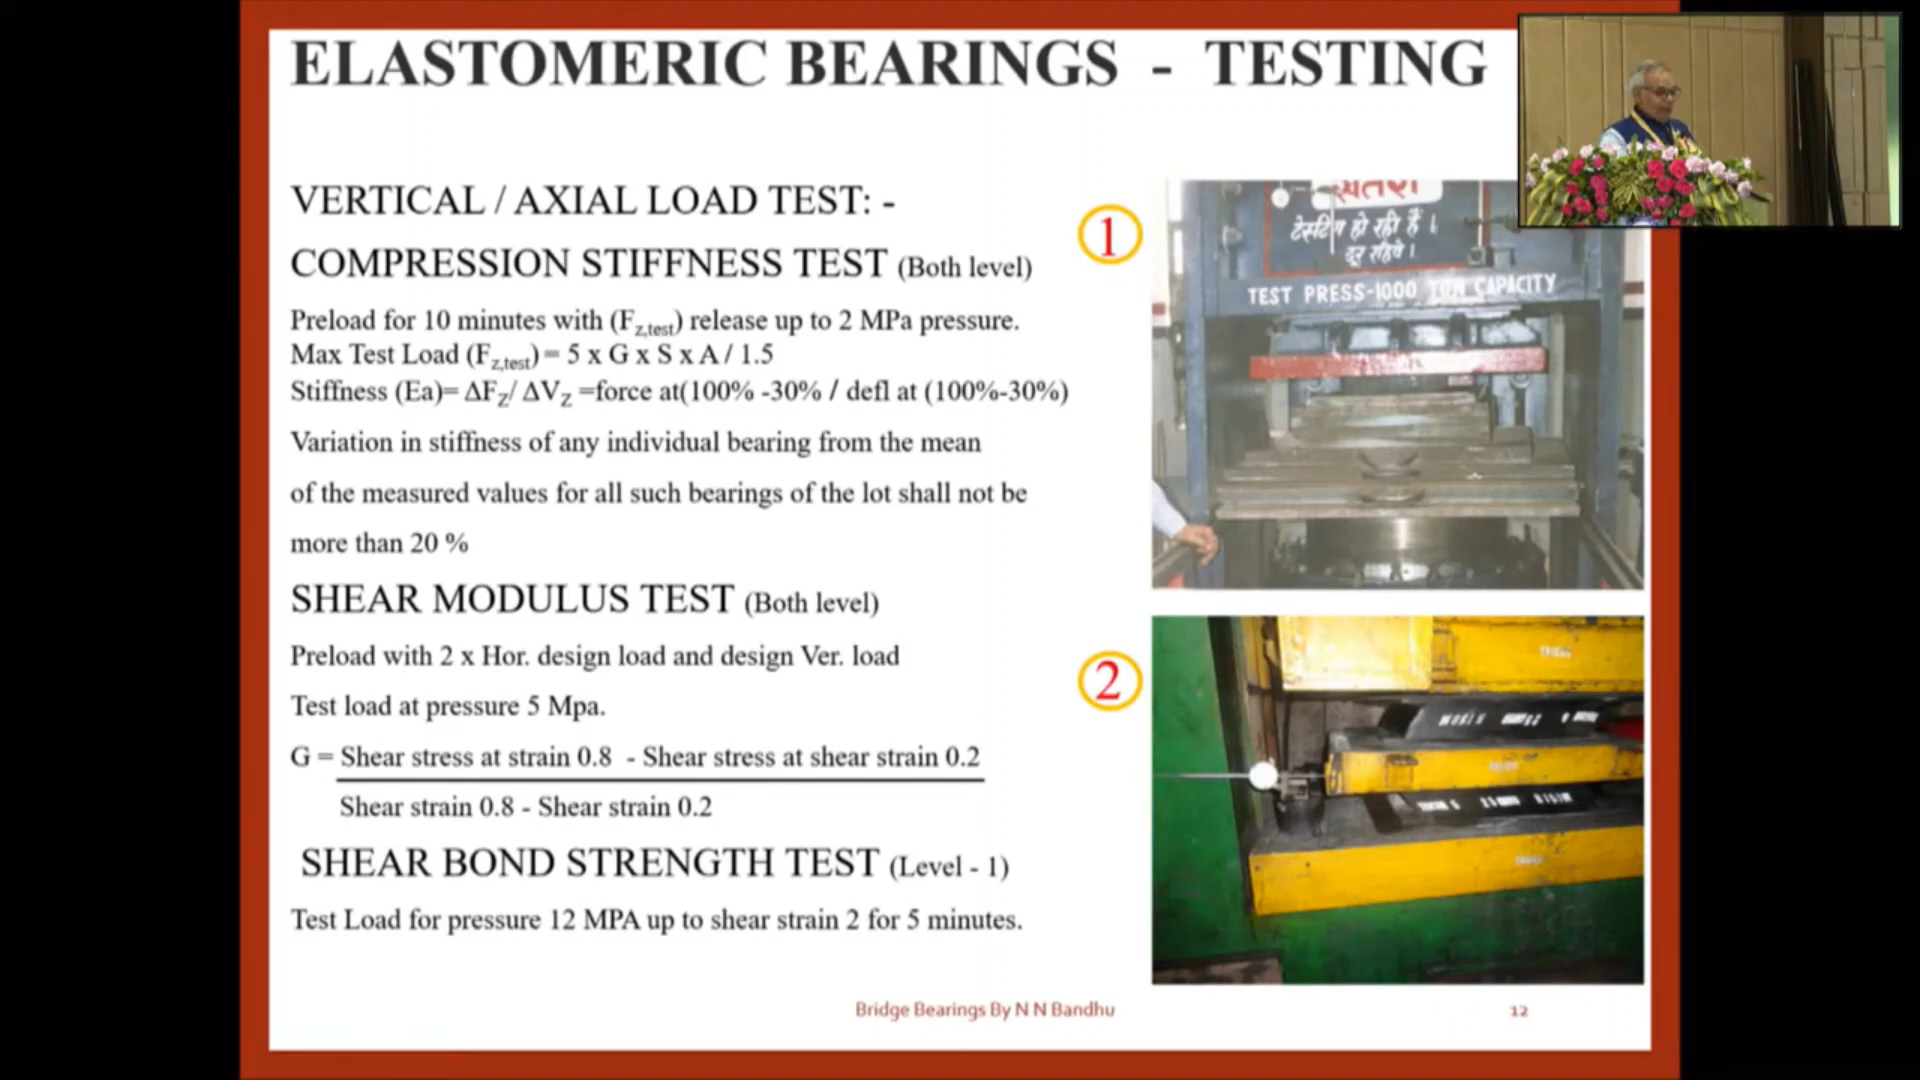 ELASTOMERIC BEARINGS - TESTING
VERTICAL / AXIAL LOAD TEST: -
COMPRESSION STIFFNESS TEST (Both level)
Preload for 10 minutes with (Fz,test) release up to 2 MPa pressure.
Max Test Load (Fz,test)= 5 x G x S x A / 1.5
Stiffness (Ea)= ΔFZ/ ΔVZ =force at(100% -30% / defl at (100%-30%)
Variation in stiffness of any individual bearing from the mean
of the measured values for all such bearings of the lot shall not be
more than 20 %
SHEAR MODULUS TEST (Both level)
Preload with 2 x Hor. design load and design Ver. load
Test load at pressure 5 Mpa.
G = Shear stress at strain 0.8 - Shear stress at shear strain 0.2
Shear strain 0.8 - Shear strain 0.2
SHEAR BOND STRENGTH TEST (Level - 1)
Test Load for pressure 12 MPA up to shear strain 2 for 5 minutes.
1
टेस्टिंग हो रही है।
दूर रहिये।
TEST PRESS-1000 TON CAPACITY
2
Bridge Bearings By N N Bandhu
12